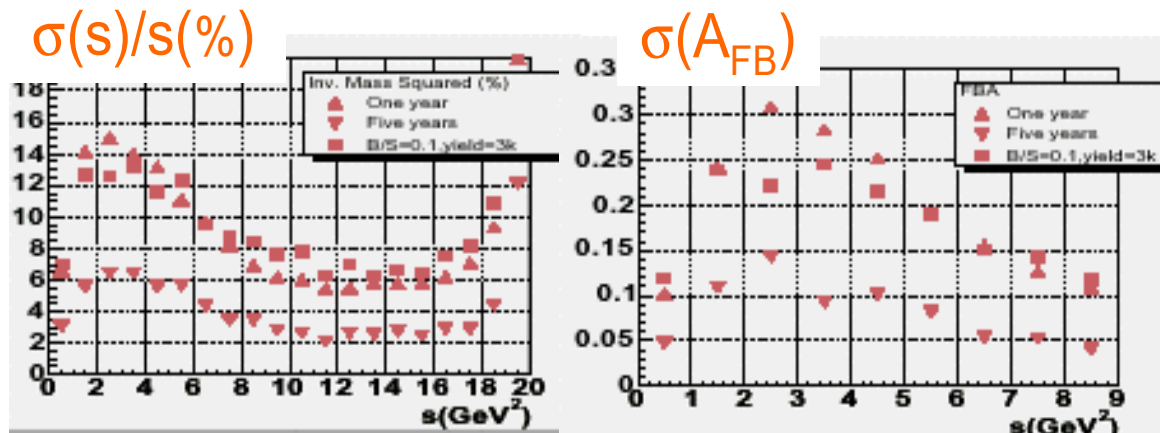 σ(s)/s(%)
Inv. Mass Squared (%)
One year
Five years
B/S=0.1,yield=3k
18
16
14
12
10
8
6
4
2
0
0 2 4 6 8 10 12 14 16 18 20
s(GeV²)
σ(A_FB)
FBA
One year
Five years
B/S=0.1,yield=3k
0.3
0.3
0.25
0.2
0.15
0.1
0.05
0
0 1 2 3 4 5 6 7 8 9
s(GeV²)